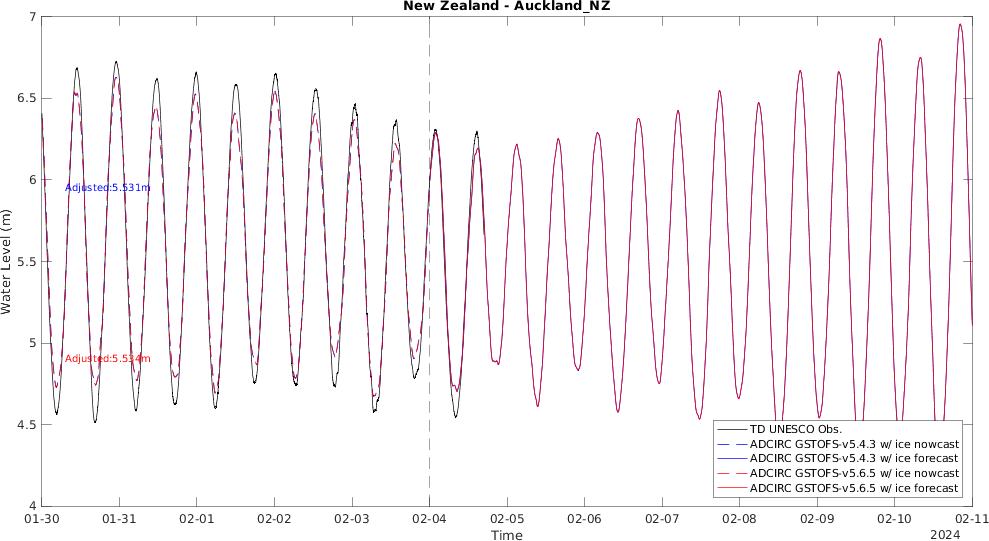 New Zealand - Auckland_NZ
7
6.5
6
5.5
5
4.5
4
Water Level (m)
Adjusted:5.531m
Adjusted:5.534m
TD UNESCO Obs.
ADCIRC GSTOFS-v5.4.3 w/ ice nowcast
ADCIRC GSTOFS-v5.4.3 w/ ice forecast
ADCIRC GSTOFS-v5.6.5 w/ ice nowcast
ADCIRC GSTOFS-v5.6.5 w/ ice forecast
01-30 01-31 02-01 02-02 02-03 02-04 02-05 02-06 02-07 02-08 02-09 02-10 02-11
Time
2024